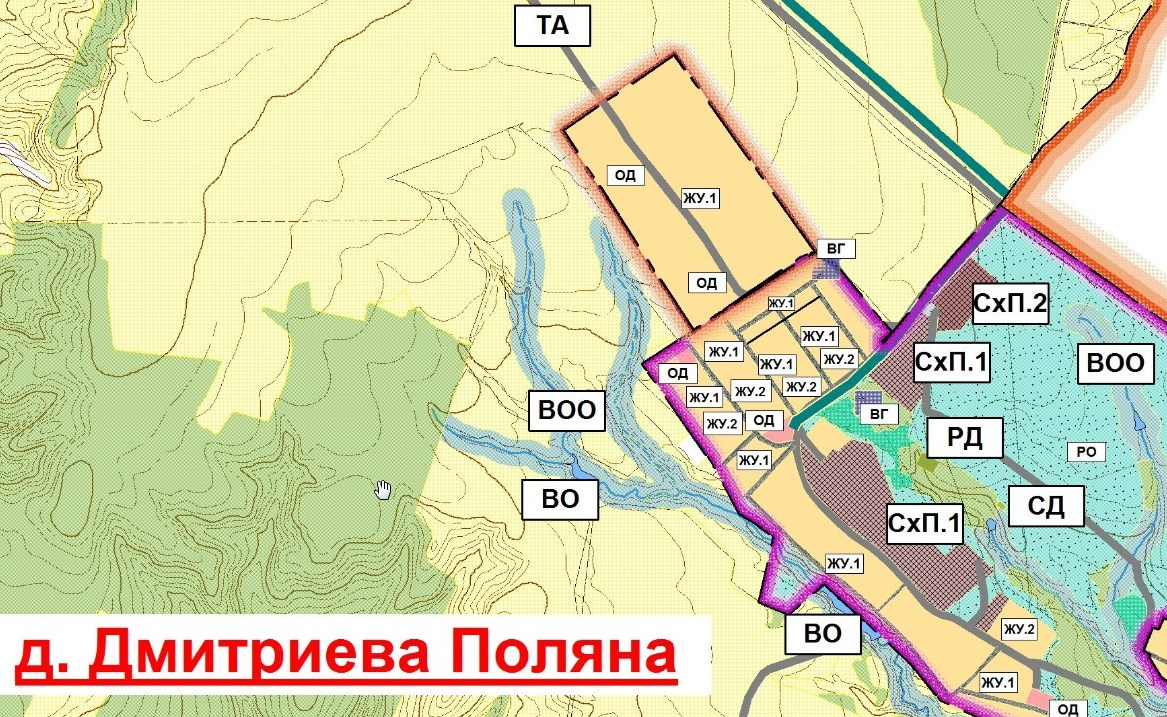 ТА
ОД
ЖУ.1
ВГ
ОД
ЖУ.1
СхП.2
ЖУ.1
ЖУ.1
СхП.1
ВОО
ЖУ.1
ЖУ.2
ОД
ЖУ.2
ЖУ.2
ЖУ.1
ВОО
ВГ
ЖУ.2
ОД
РД
РО
ЖУ.1
ВО
СД
СхП.1
ЖУ.1
ВО
ЖУ.2
д. Дмитриева Поляна
ЖУ.1
ОД